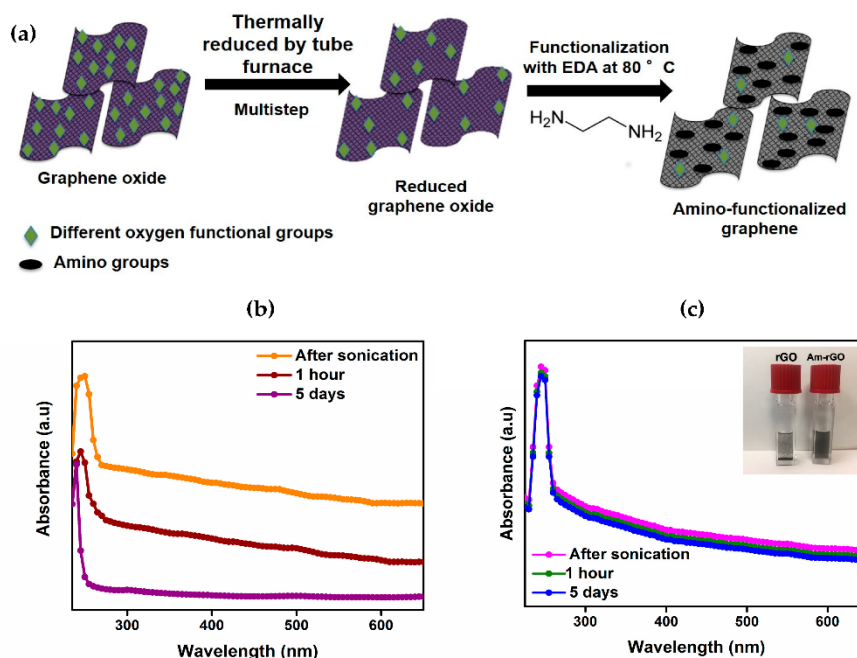 (a)
Thermally
reduced by tube
furnace
Multistep
Functionalization
with EDA at 80 ° C
H2N
NH2
Graphene oxide
Reduced
graphene oxide
Amino-functionalized
graphene
Different oxygen functional groups
Amino groups
(b)
After sonication
1 hour
5 days
Absorbance (a.u)
300
400
500
600
Wavelength (nm)
(c)
rGO
Am-rGO
After sonication
1 hour
5 days
Absorbance (a.u)
300
400
500
600
Wavelength (nm)